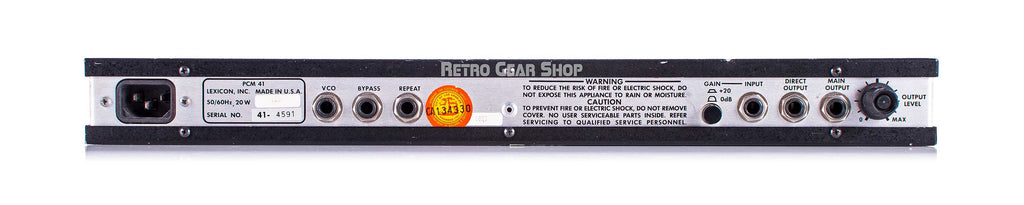 RETRO GEAR SHOP
PCM 41
LEXICON, INC. MADE IN U.S.A.
50/60Hz, 20 W
SERIAL NO. 41- 4591
VCO
BYPASS
REPEAT
CA134330
WARNING
TO REDUCE THE RISK OF FIRE OR ELECTRIC SHOCK, DO
NOT EXPOSE THIS APPLIANCE TO RAIN OR MOISTURE.
CAUTION
TO PREVENT FIRE OR ELECTRIC SHOCK, DO NOT REMOVE
COVER. NO USER SERVICEABLE PARTS INSIDE. REFER
SERVICING TO QUALIFIED SERVICE PERSONNEL.
GAIN
+20
0dB
INPUT
DIRECT
OUTPUT
MAIN
OUTPUT
OUTPUT
LEVEL
0
MAX